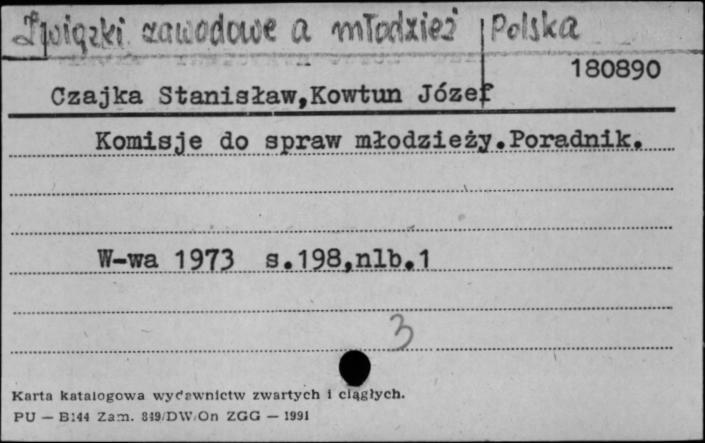 Związki zawodowe a młodzież Polska
180890
Czajka Stanisław,Kowtun Józef
Komisje do spraw młodzieży.Poradnik.
W-wa 1973 s.198,nlb.1
3
Karta katalogowa wydawnictw zwartych i ciągłych.
PU — B144 Zam. 849/DW/On ZGG — 1991